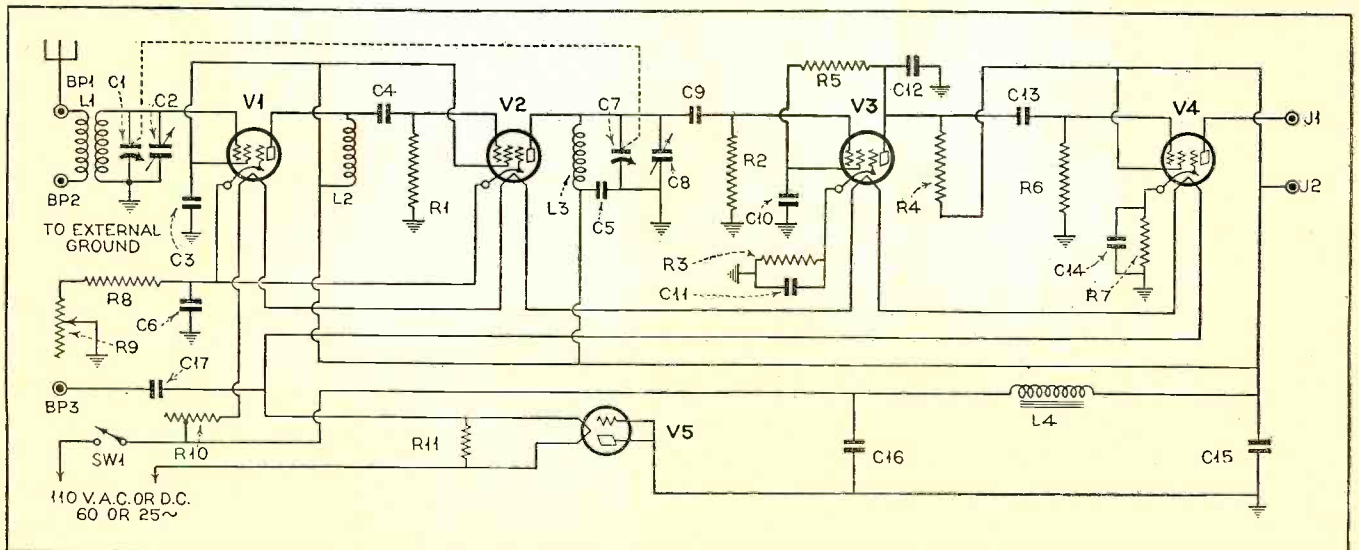 BP1
L1
C1
C2
V1
C4
V2
C7
C9
R5
C12
V3
C13
V4
J1
BP2
TO EXTERNAL
GROUND
C3
L2
R1
L3
C5
C8
R2
C10
R4
R6
J2
R3
C11
C14
R7
R8
R9
C6
C17
BP3
SW1
R10
R11
V5
L4
C16
C15
110 V.A.C. OR D.C.
60 OR 25~